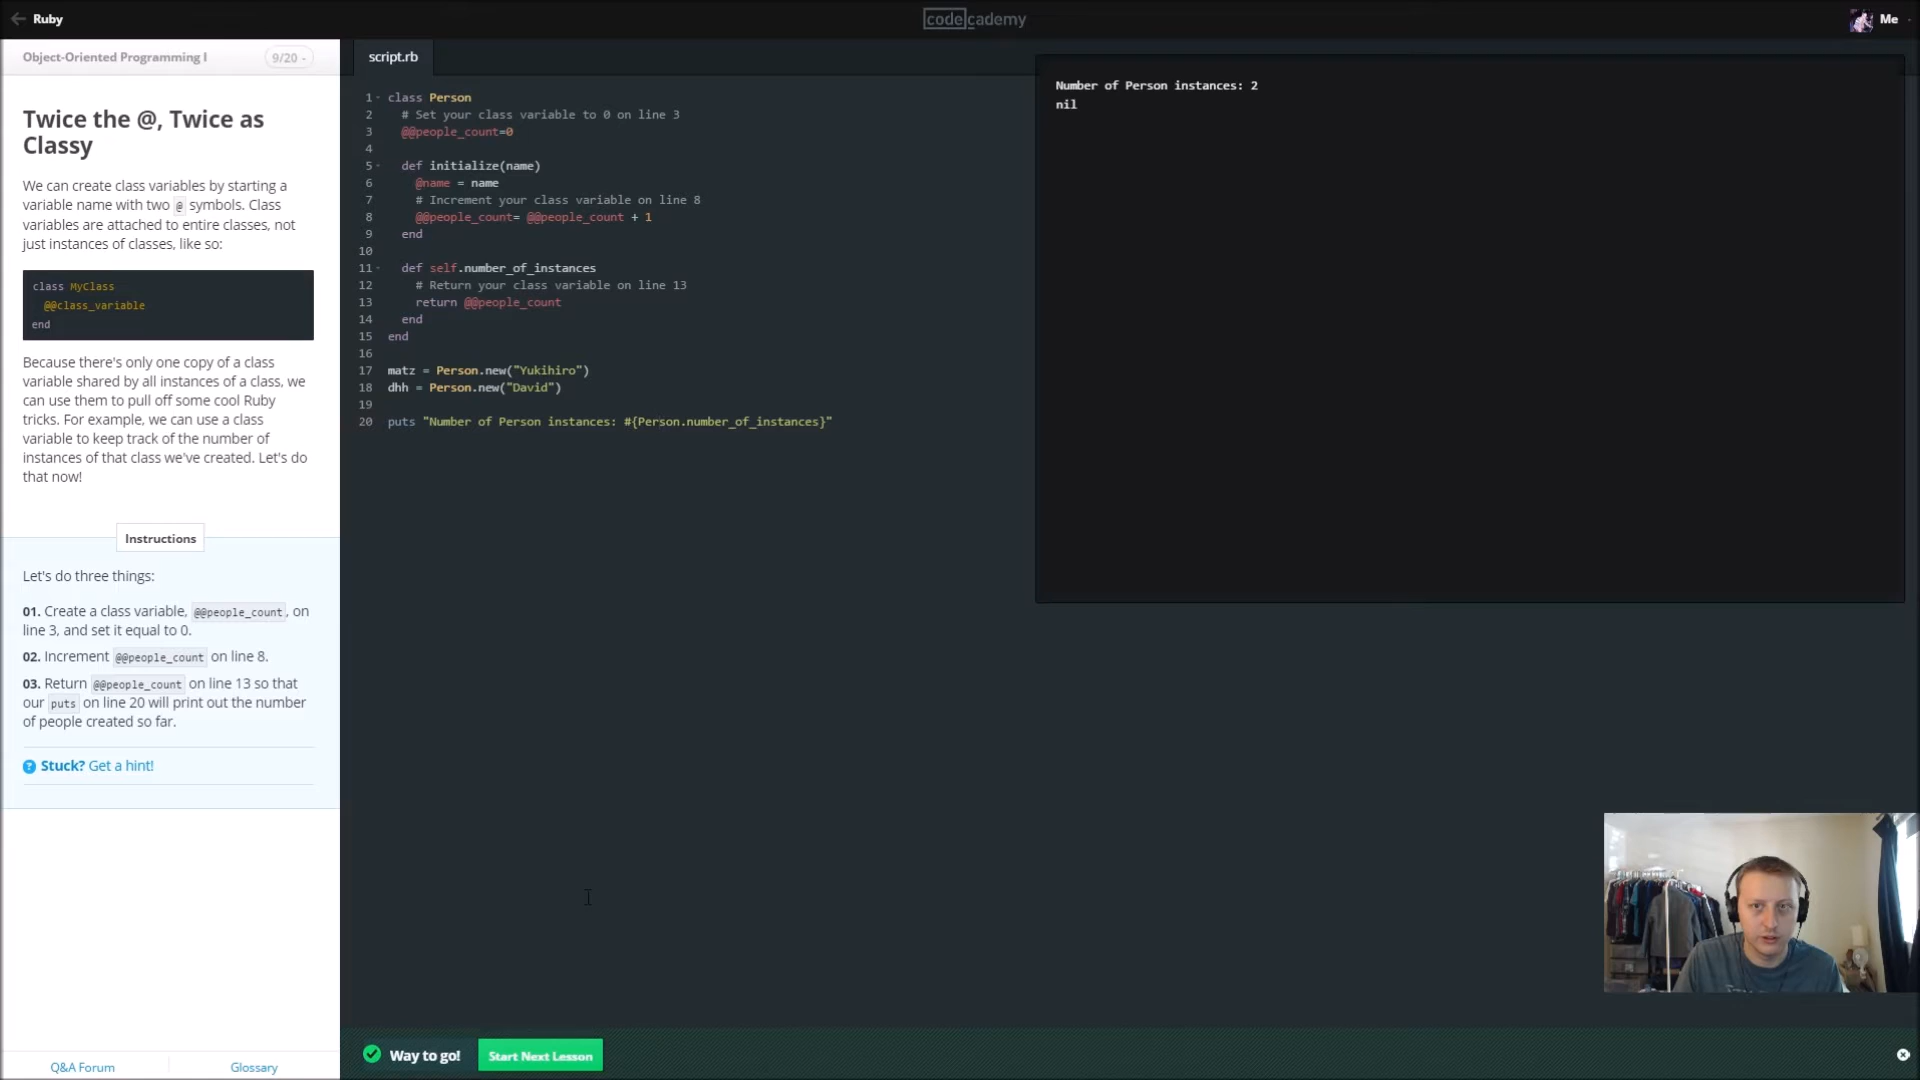 Ruby
codecademy
Me
Object-Oriented Programming I
9/20
script.rb
Twice the @, Twice as
Classy
We can create class variables by starting a
variable name with two @ symbols. Class
variables are attached to entire classes, not
just instances of classes, like so:
class MyClass
@@class_variable
end
Because there's only one copy of a class
variable shared by all instances of a class, we
can use them to pull off some cool Ruby
tricks. For example, we can use a class
variable to keep track of the number of
instances of that class we've created. Let's do
that now!
Instructions
Let's do three things:
01. Create a class variable, @@people_count, on
line 3, and set it equal to 0.
02. Increment @@people_count on line 8.
03. Return @@people_count on line 13 so that
our puts on line 20 will print out the number
of people created so far.
? Stuck? Get a hint!
Q&A Forum
Glossary
1 class Person
2 # Set your class variable to 0 on line 3
3 @@people_count=0
4
5 def initialize(name)
6 @name = name
7 # Increment your class variable on line 8
8 @@people_count= @@people_count + 1
9 end
10
11 def self.number_of_instances
12 # Return your class variable on line 13
13 return @@people_count
14 end
15 end
16
17 matz = Person.new("Yukihiro")
18 dhh = Person.new("David")
19
20 puts "Number of Person instances: #{Person.number_of_instances}"
Number of Person instances: 2
nil
Way to go!
Start Next Lesson